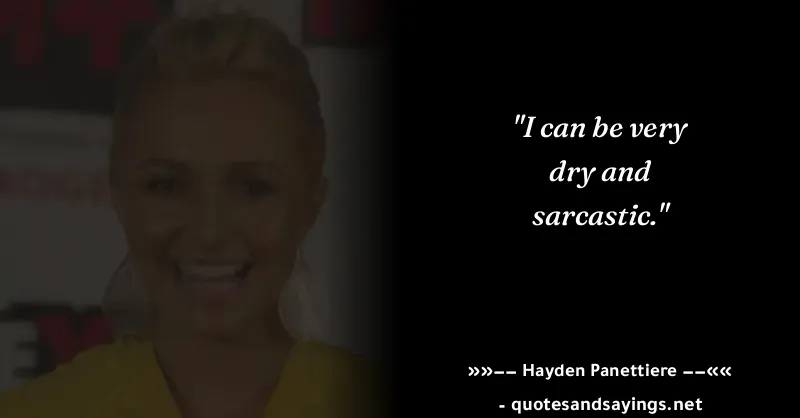 "I can be very
dry and
sarcastic."
»»—— Hayden Panettiere ——««
- quotesandsayings.net